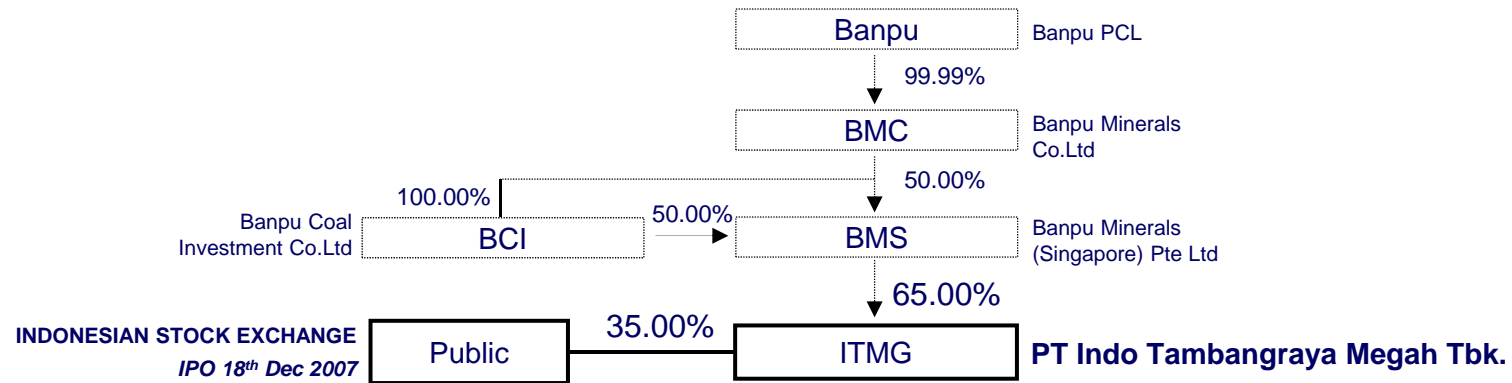 Banpu
Banpu PCL
99.99%
BMC
Banpu Minerals
Co.Ltd
100.00%
50.00%
Banpu Coal
Investment Co.Ltd
BCI
50.00%
BMS
Banpu Minerals
(Singapore) Pte Ltd
65.00%
INDONESIAN STOCK EXCHANGE
IPO 18th Dec 2007
Public
35.00%
ITMG
PT Indo Tambangraya Megah Tbk.